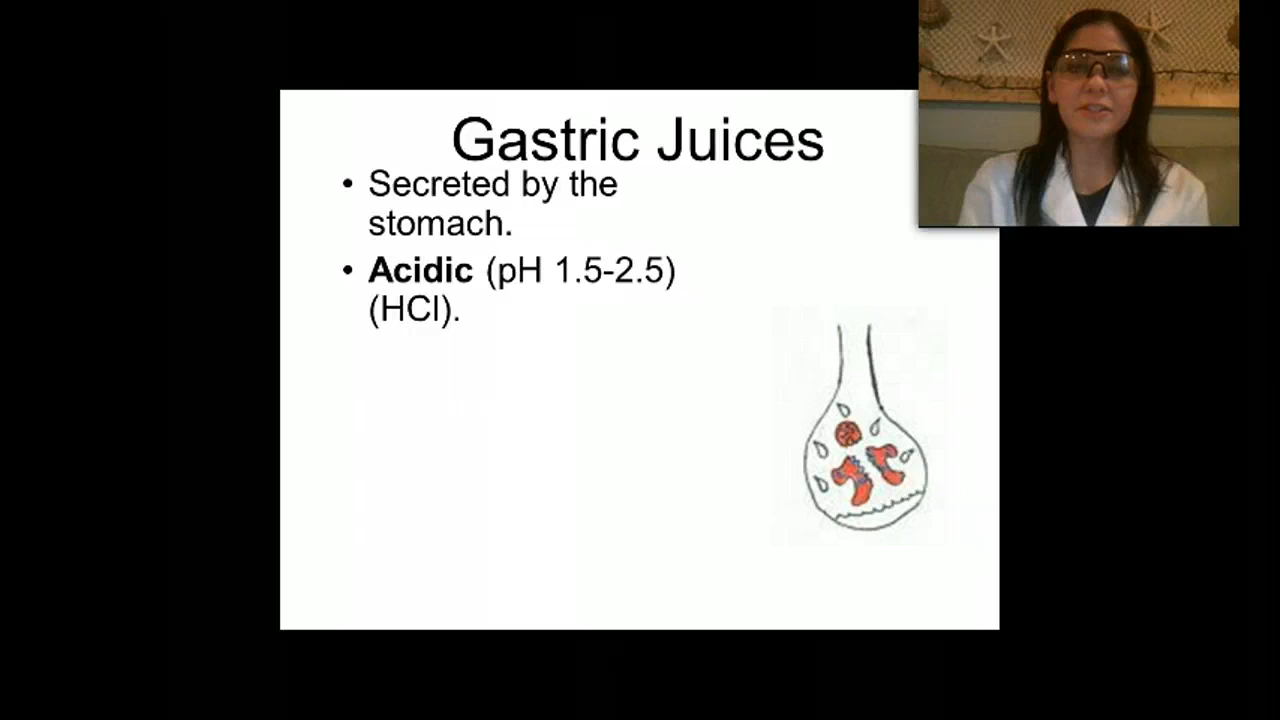 Gastric Juices
• Secreted by the
stomach.
• Acidic (pH 1.5-2.5)
(HCl).